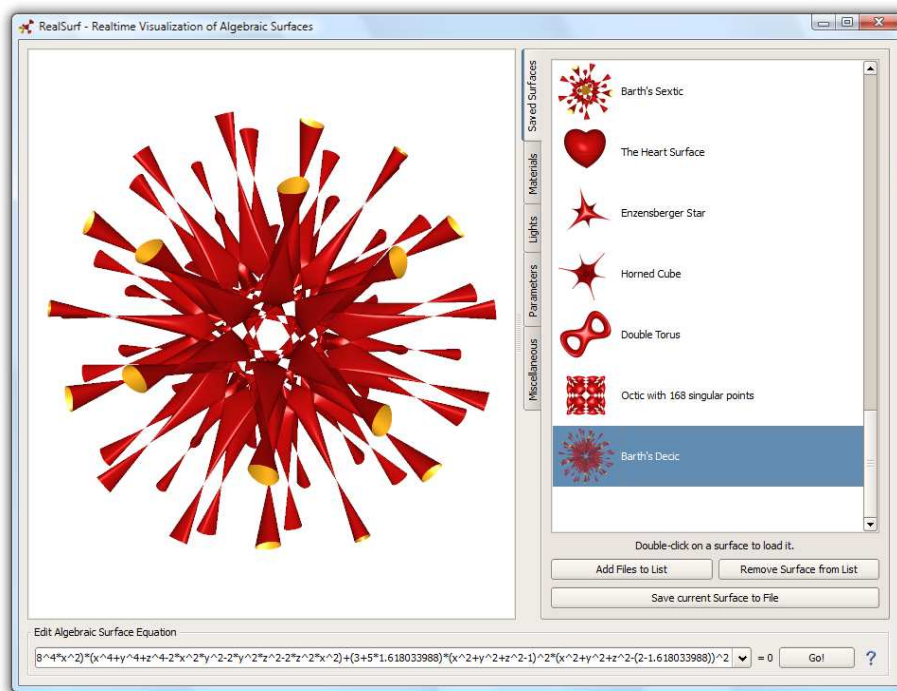 RealSurf - Realtime Visualization of Algebraic Surfaces
Saved Surfaces
Materials
Lights
Parameters
Miscellaneous
Barth's Sextic
The Heart Surface
Enzensberger Star
Horned Cube
Double Torus
Octic with 168 singular points
Barth's Decic
Double-click on a surface to load it.
Add Files to List
Remove Surface from List
Save current Surface to File
Edit Algebraic Surface Equation
8^4*x^2)*(x^4+y^4+z^4-2*x^2*y^2-2*y^2*z^2-2*z^2*x^2)+(3+5*1.618033988)*(x^2+y^2+z^2-1)^2*(x^2+y^2+z^2-(2-1.618033988))^2 = 0 Go! ?